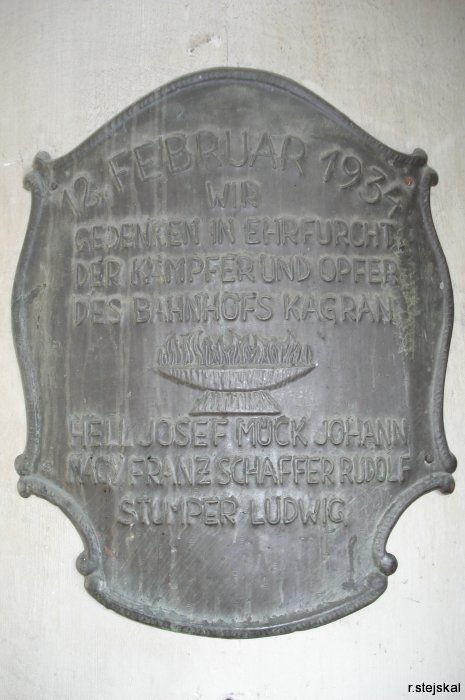 12. FEBRUAR 1934
WIR
GEDENKEN IN EHRFURCHT
DER KÄMPFER UND OPFER
DES BAHNHOFS KAGRAN
HELL JOSEF MÜCK JOHANN
NAGY FRANZ SCHAFFER RUDOLF
STUMPER LUDWIG
r.stejskal